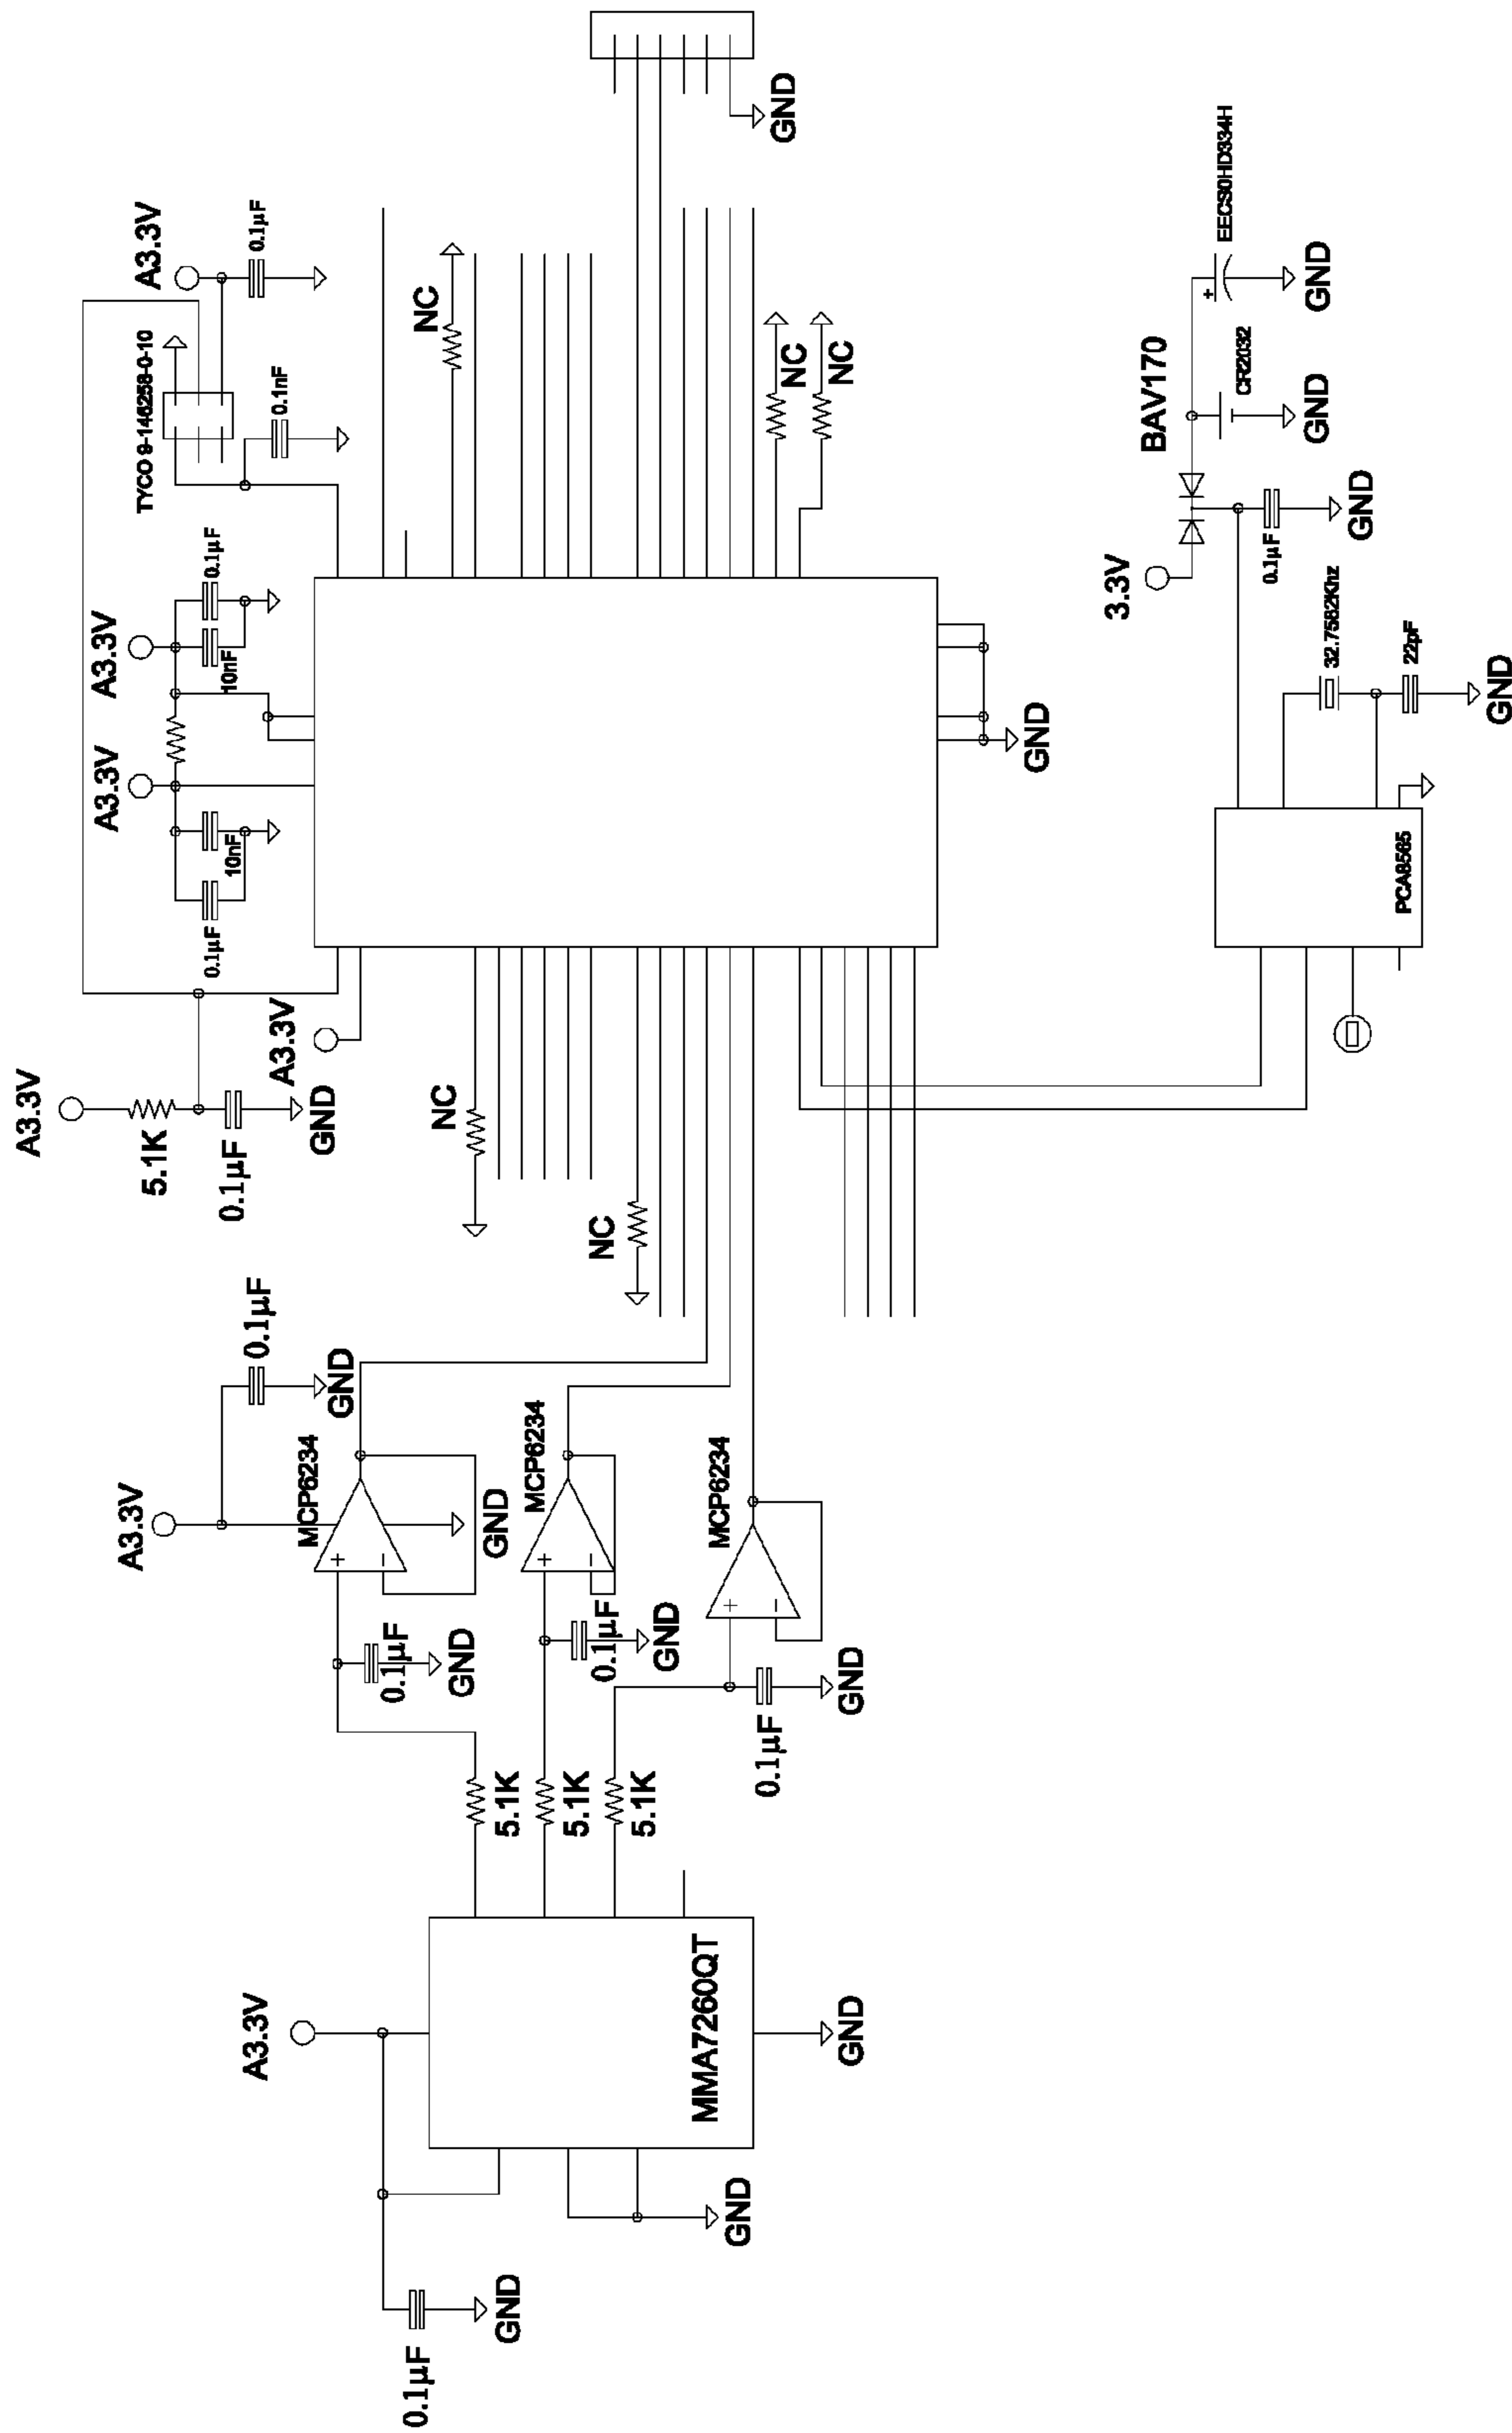 A3.3V
0.1μF
TYCO 9-146258-0-10
0.1nF
A3.3V
0.1μF
10nF
A3.3V
10nF
0.1μF
A3.3V
5.1K
0.1μF
GND
A3.3V
GND
NC
NC
NC
NC
NC
GND
A3.3V
0.1μF
GND
MCP6234
GND
0.1μF
GND
MCP6234
0.1μF
GND
MCP6234
0.1μF
GND
5.1K
5.1K
5.1K
A3.3V
MMA7260QT
GND
GND
0.1μF
GND
3.3V
BAV170
CR2032
GND
EECS0HD334H
GND
0.1μF
GND
32.7582Khz
22pF
GND
PCA8565
+
+
−
+
−
+
−